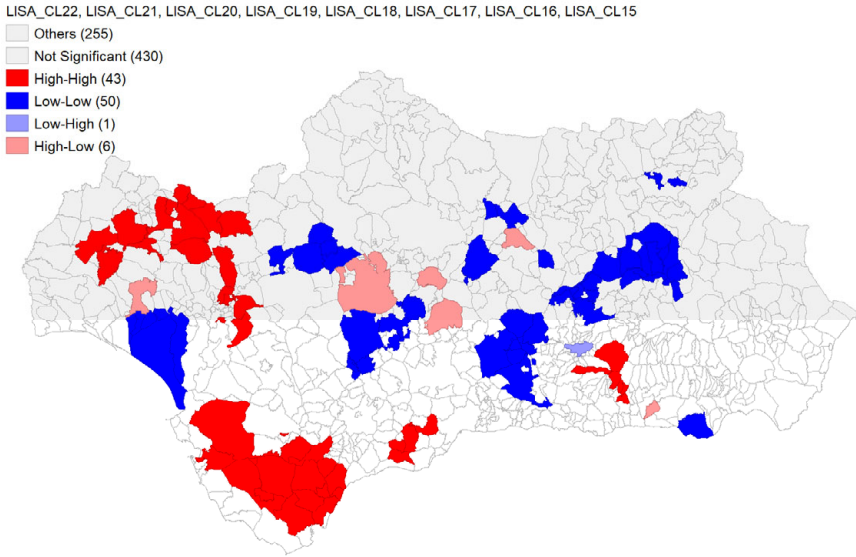 LISA_CL22, LISA_CL21, LISA_CL20, LISA_CL19, LISA_CL18, LISA_CL17, LISA_CL16, LISA_CL15
Others (255)
Not Significant (430)
High-High (43)
Low-Low (50)
Low-High (1)
High-Low (6)